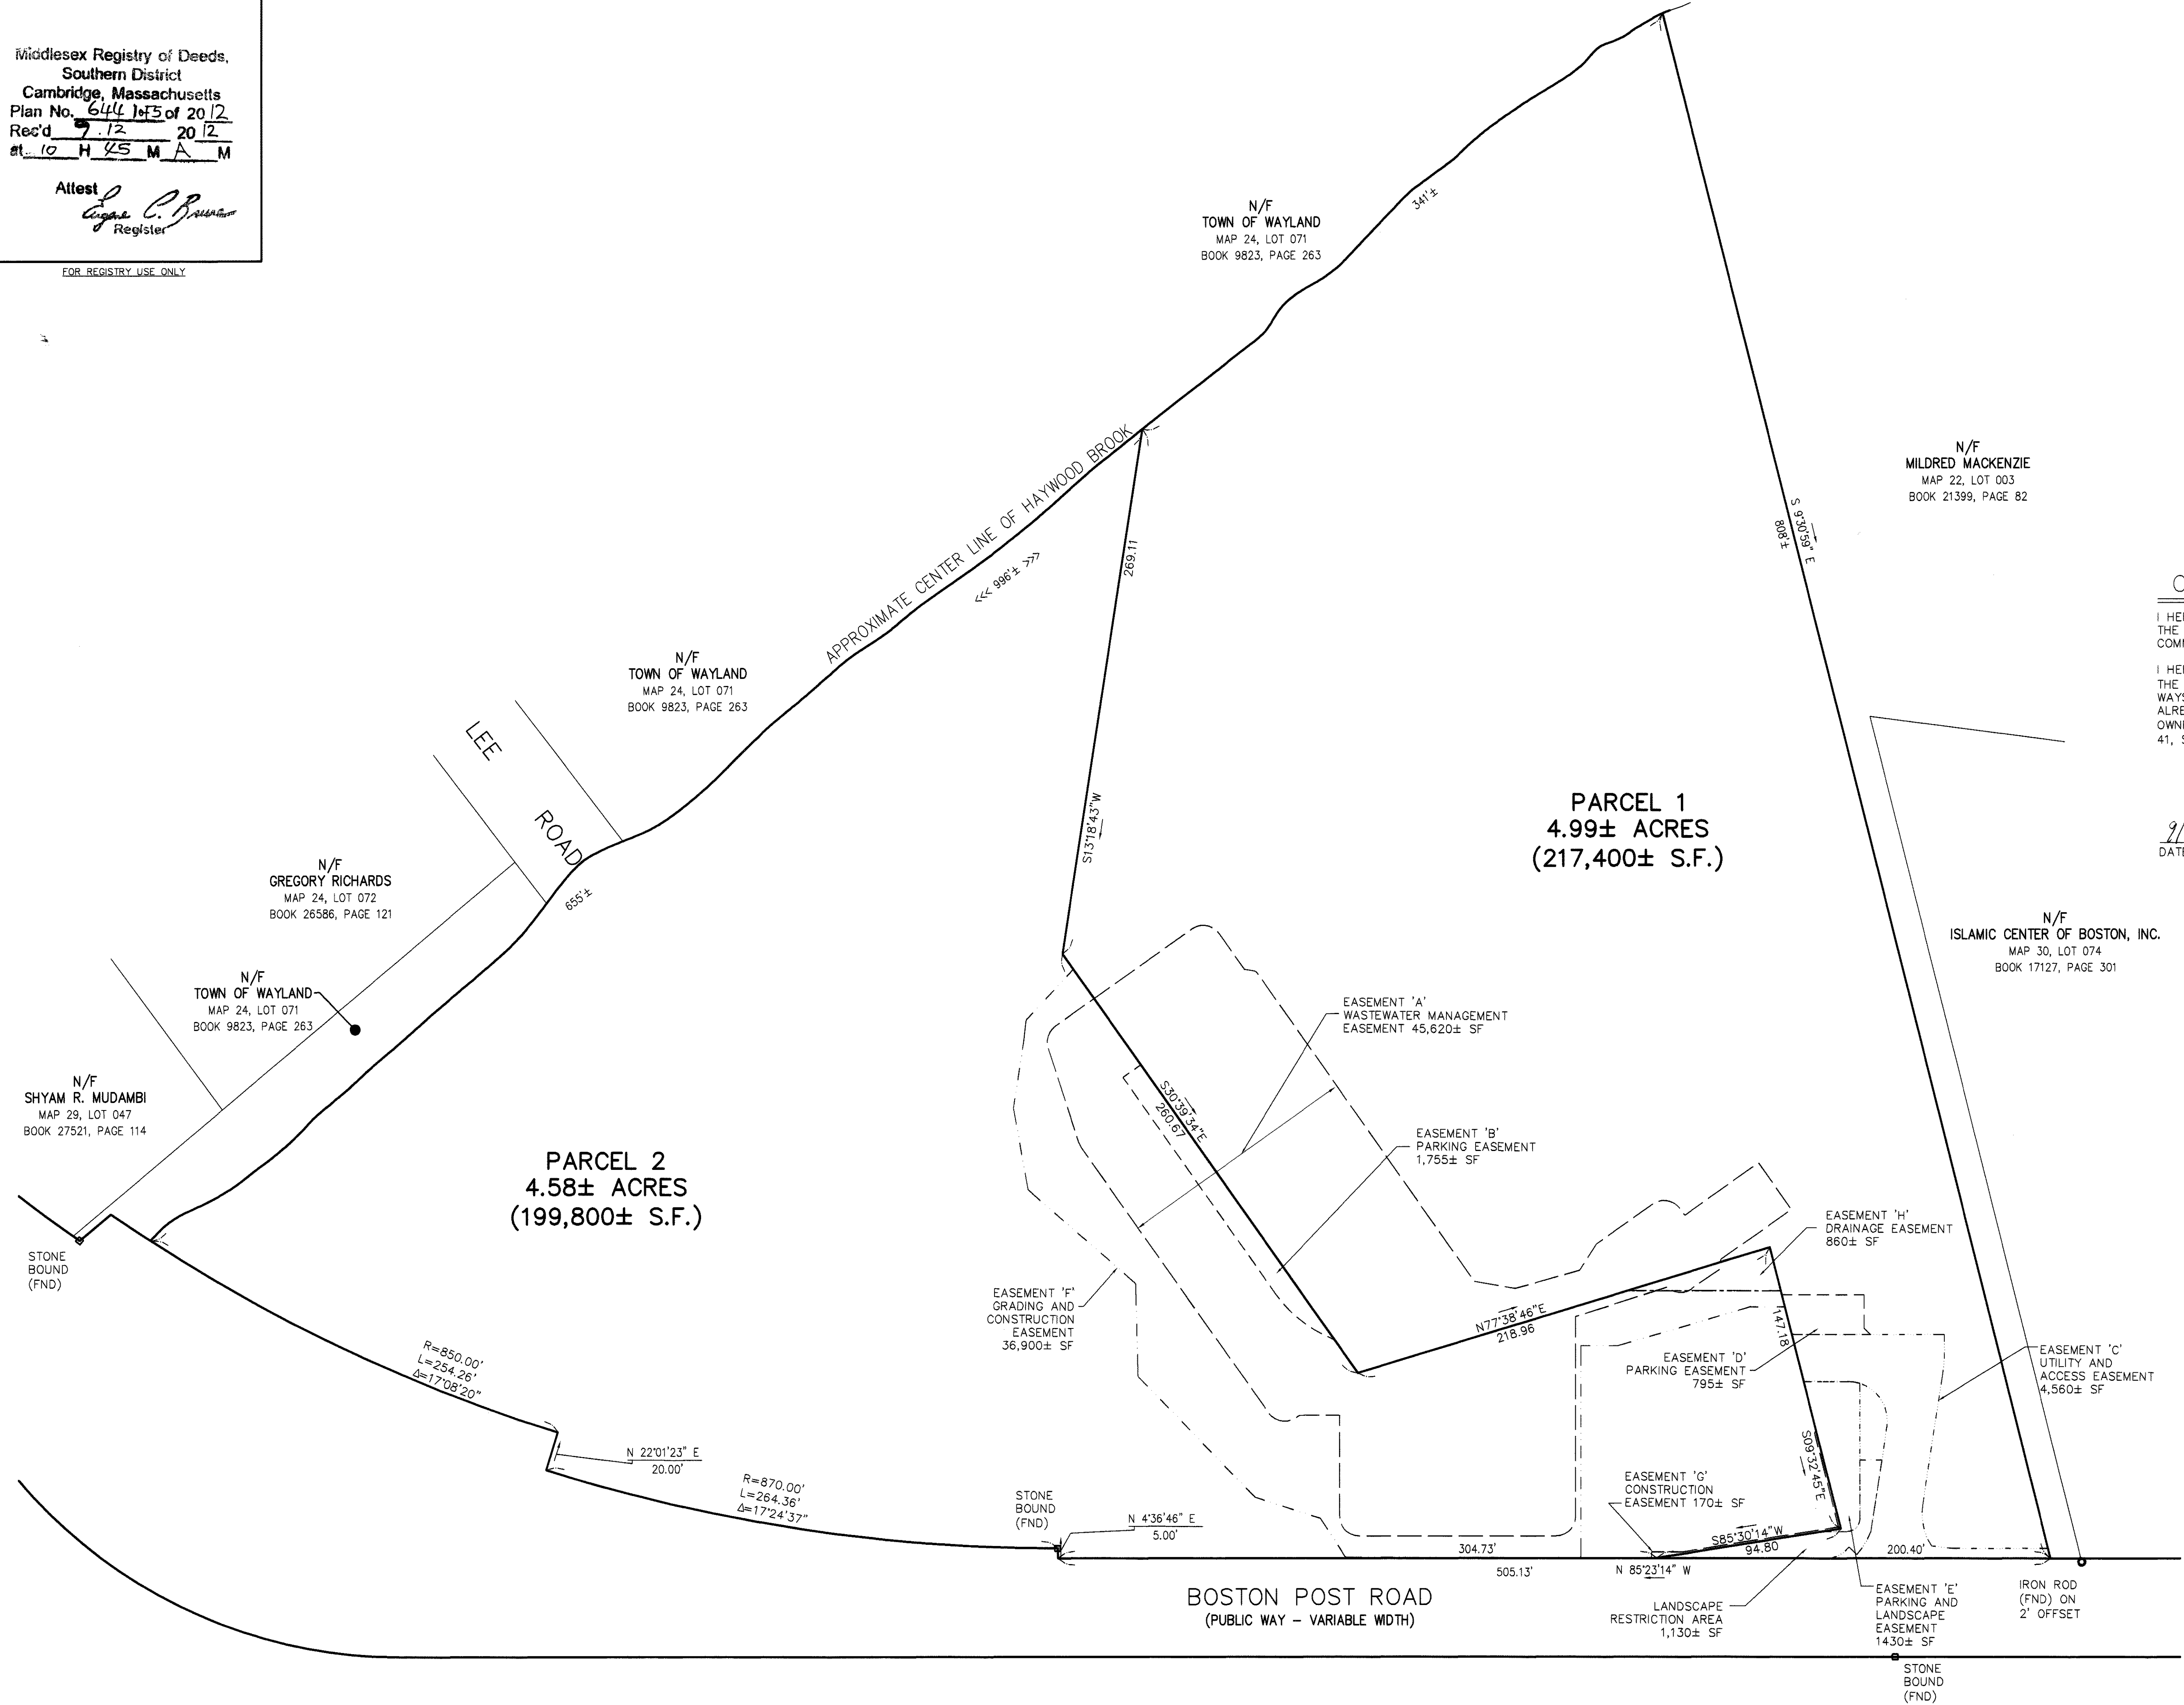 Middlesex Registry of Deeds,
Southern District
Cambridge, Massachusetts
Plan No. 644 1of5 of 2012
Rec'd 9.12 2012
at 10 H 45 M A M
Attest
Register
FOR REGISTRY USE ONLY
N/F
TOWN OF WAYLAND
MAP 24, LOT 071
BOOK 9823, PAGE 263
341'±
APPROXIMATE CENTER LINE OF HAYWOOD BROOK
<<< 996'± >>>
269.11
S13°18'43"W
S 9°30'59" E
808'±
N/F
MILDRED MACKENZIE
MAP 22, LOT 003
BOOK 21399, PAGE 82
I HE
THE
COM
I HE
THE
WAYS
ALRE
OWN
41, S
9/
DATE
N/F
TOWN OF WAYLAND
MAP 24, LOT 071
BOOK 9823, PAGE 263
LEE
ROAD
655'±
N/F
GREGORY RICHARDS
MAP 24, LOT 072
BOOK 26586, PAGE 121
N/F
TOWN OF WAYLAND
MAP 24, LOT 071
BOOK 9823, PAGE 263
N/F
SHYAM R. MUDAMBI
MAP 29, LOT 047
BOOK 27521, PAGE 114
STONE
BOUND
(FND)
PARCEL 1
4.99± ACRES
(217,400± S.F.)
N/F
ISLAMIC CENTER OF BOSTON, INC.
MAP 30, LOT 074
BOOK 17127, PAGE 301
PARCEL 2
4.58± ACRES
(199,800± S.F.)
EASEMENT 'A'
WASTEWATER MANAGEMENT
EASEMENT 45,620± SF
S30°39'34"E
260.67
EASEMENT 'B'
PARKING EASEMENT
1,755± SF
EASEMENT 'H'
DRAINAGE EASEMENT
860± SF
EASEMENT 'F'
GRADING AND
CONSTRUCTION
EASEMENT
36,900± SF
N77°38'46"E
218.96
147.18
S09°32'45"E
EASEMENT 'D'
PARKING EASEMENT
795± SF
EASEMENT 'C'
UTILITY AND
ACCESS EASEMENT
4,560± SF
R=850.00'
L=254.26'
Δ=17°08'20"
N 22°01'23" E
20.00'
R=870.00'
L=264.36'
Δ=17°24'37"
STONE
BOUND
(FND)
N 4°36'46" E
5.00'
EASEMENT 'G'
CONSTRUCTION
EASEMENT 170± SF
S85°30'14"W
94.80
304.73'
200.40'
505.13'
N 85°23'14" W
BOSTON POST ROAD
(PUBLIC WAY – VARIABLE WIDTH)
LANDSCAPE
RESTRICTION AREA
1,130± SF
EASEMENT 'E'
PARKING AND
LANDSCAPE
EASEMENT
1430± SF
IRON ROD
(FND) ON
2' OFFSET
STONE
BOUND
(FND)